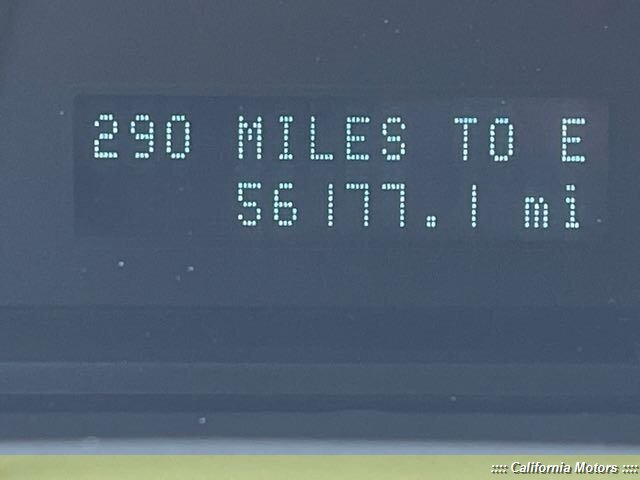 290 MILES TO E
56177.1 mi
:::: California Motors ::::